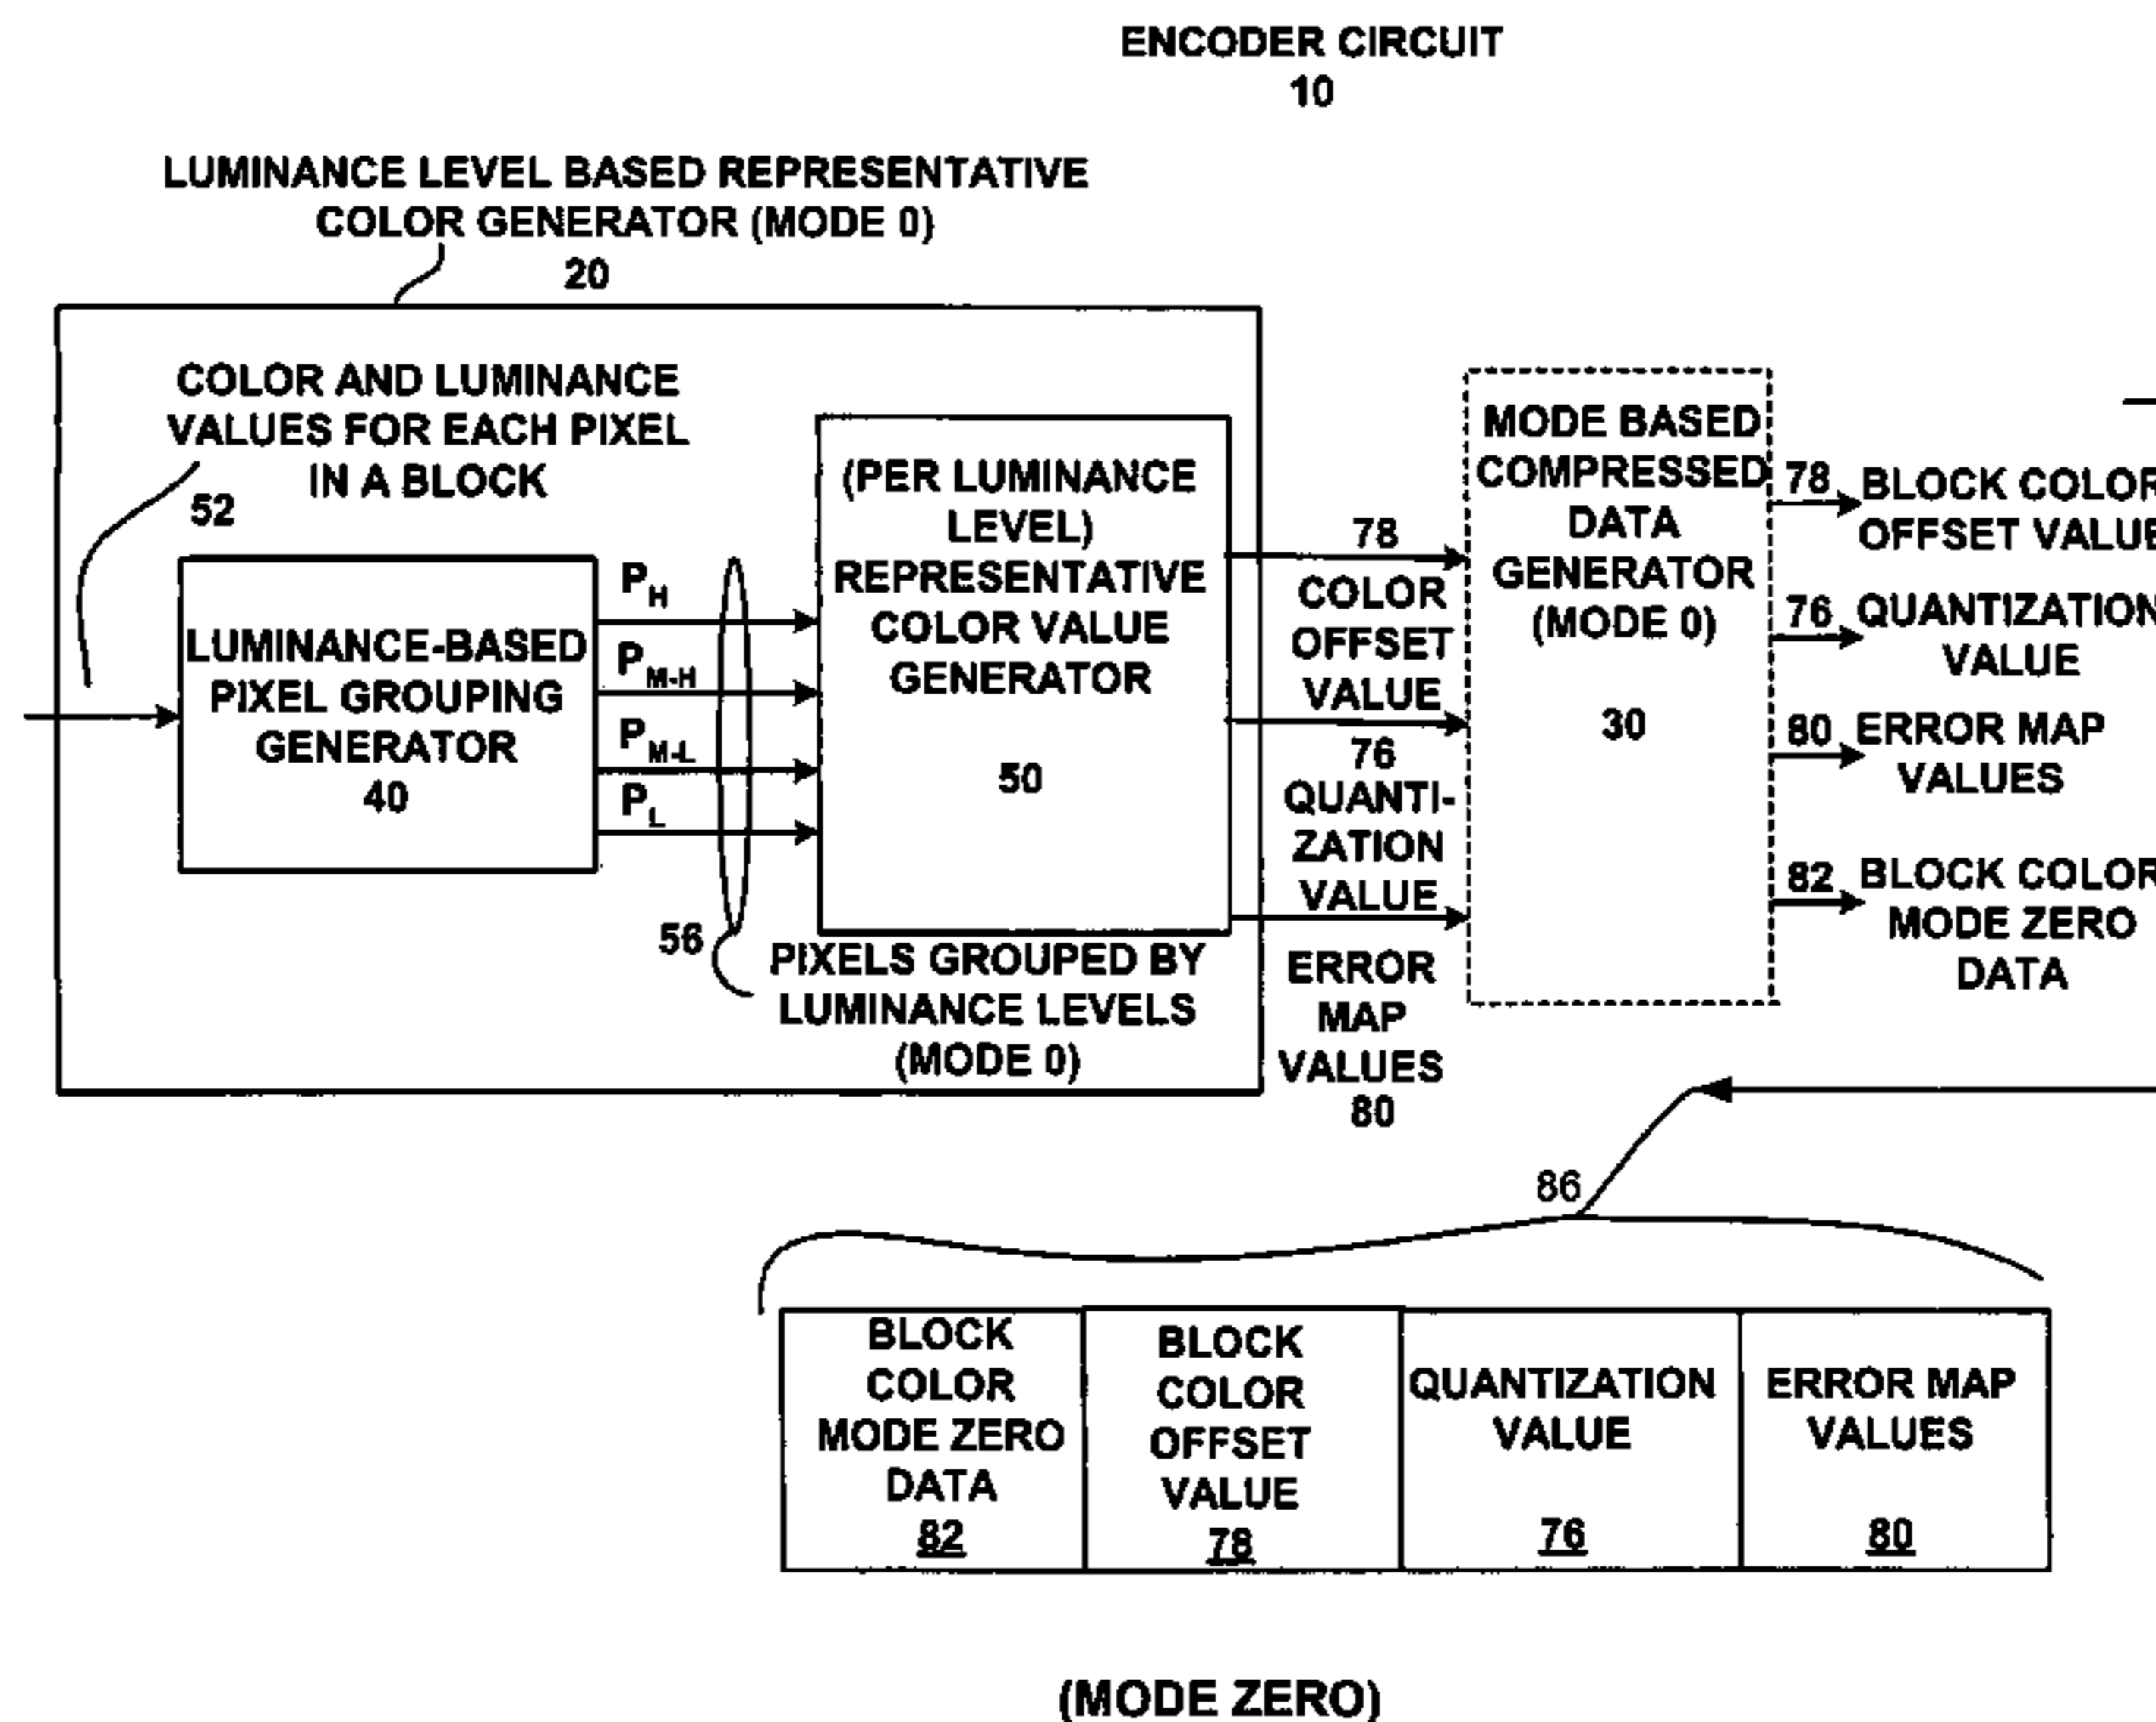 ENCODER CIRCUIT
10
LUMINANCE LEVEL BASED REPRESENTATIVE
COLOR GENERATOR (MODE 0)
20
COLOR AND LUMINANCE
VALUES FOR EACH PIXEL
IN A BLOCK
52
LUMINANCE-BASED
PIXEL GROUPING
GENERATOR
40
PH
PM-H
PM-L
PL
56
(PER LUMINANCE
LEVEL)
REPRESENTATIVE
COLOR VALUE
GENERATOR
50
PIXELS GROUPED BY
LUMINANCE LEVELS
(MODE 0)
78
COLOR
OFFSET
VALUE
76
QUANTI-
ZATION
VALUE
ERROR
MAP
VALUES
80
MODE BASED
COMPRESSED
DATA
GENERATOR
(MODE 0)
30
78 BLOCK COLOR
OFFSET VALUE
76 QUANTIZATION
VALUE
80 ERROR MAP
VALUES
82 BLOCK COLOR
MODE ZERO
DATA
86
BLOCK
COLOR
MODE ZERO
DATA
82
BLOCK
COLOR
OFFSET
VALUE
78
QUANTIZATION
VALUE
76
ERROR MAP
VALUES
80
(MODE ZERO)